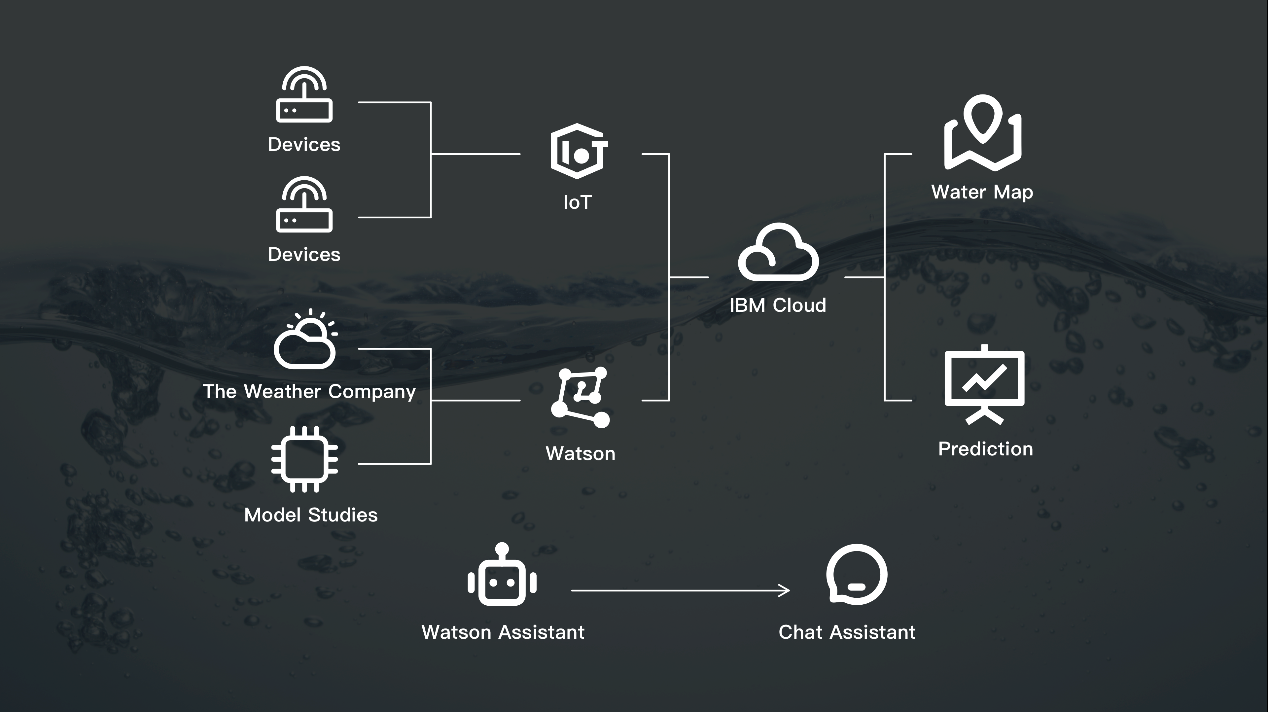 Devices
Devices
The Weather Company
Model Studies
IoT
Watson
IBM Cloud
Water Map
Prediction
Watson Assistant
Chat Assistant